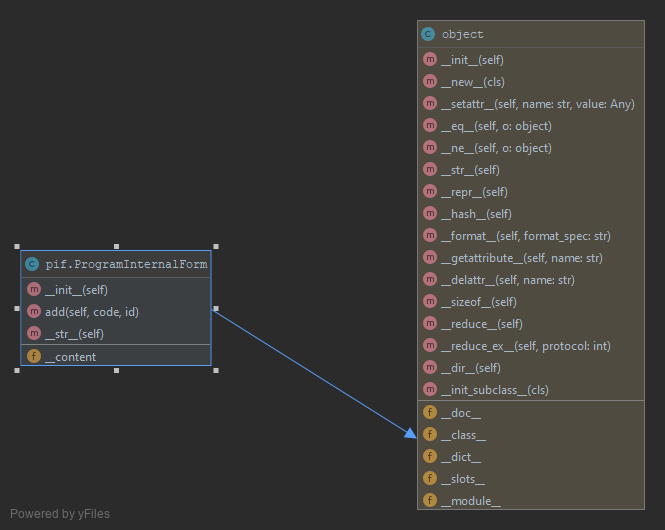 pif.ProgramInternalForm
__init__(self)
add(self, code, id)
__str__(self)
__content
object
__init__(self)
__new__(cls)
__setattr__(self, name: str, value: Any)
__eq__(self, o: object)
__ne__(self, o: object)
__str__(self)
__repr__(self)
__hash__(self)
__format__(self, format_spec: str)
__getattribute__(self, name: str)
__delattr__(self, name: str)
__sizeof__(self)
__reduce__(self)
__reduce_ex__(self, protocol: int)
__dir__(self)
__init_subclass__(cls)
__doc__
__class__
__dict__
__slots__
__module__
Powered by yFiles